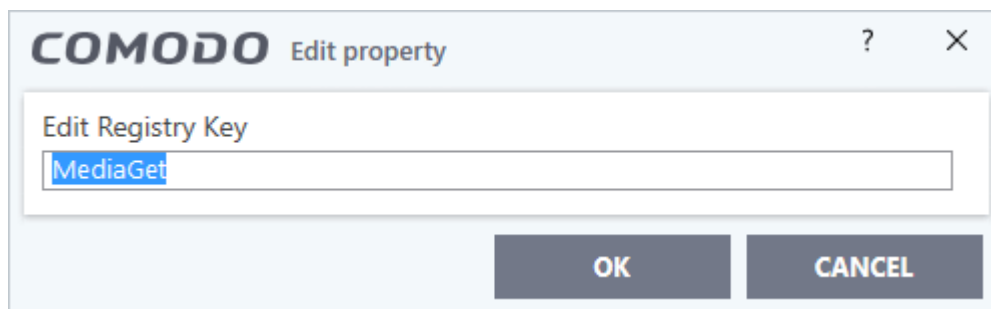 COMODO Edit property ? X
Edit Registry Key
MediaGet
OK CANCEL